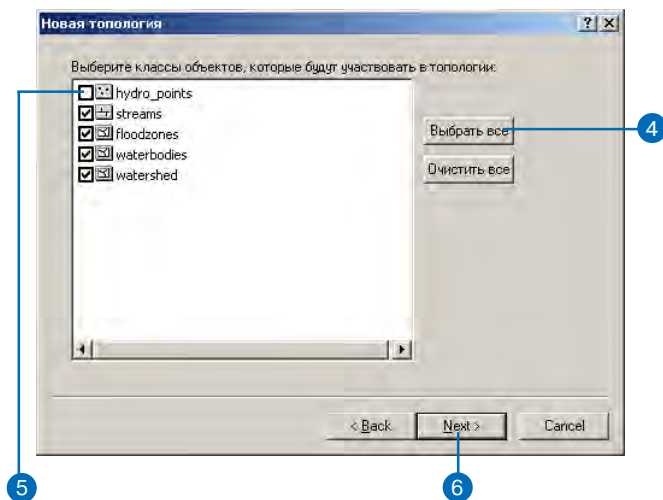 Новая топология
Выберите классы объектов, которые будут участвовать в топологии:
hydro_points
streams
floodzones
waterbodies
watershed
Выбрать все
Очистить все
4
< Back
Next >
Cancel
5
6